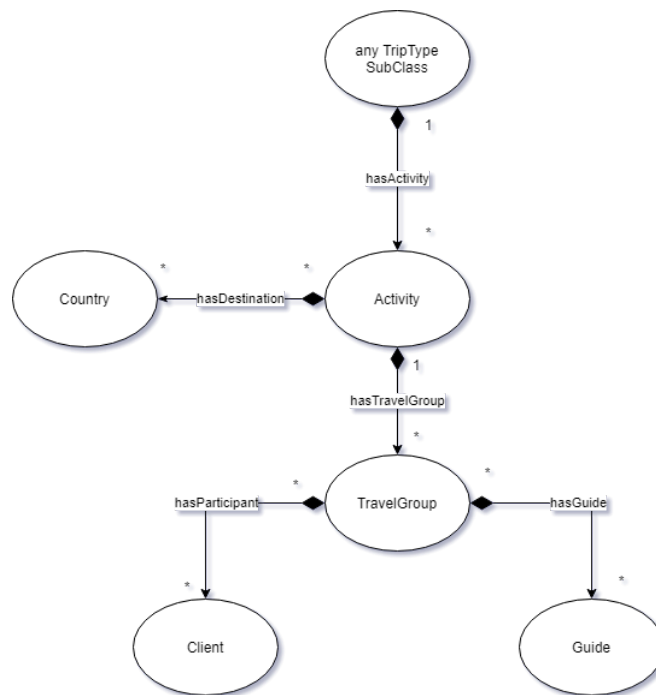 any TripType
SubClass
1
hasActivity
*
* hasDestination *
Country
Activity
1
hasTravelGroup
*
TravelGroup
hasParticipant *
* hasGuide
*
*
Client
Guide